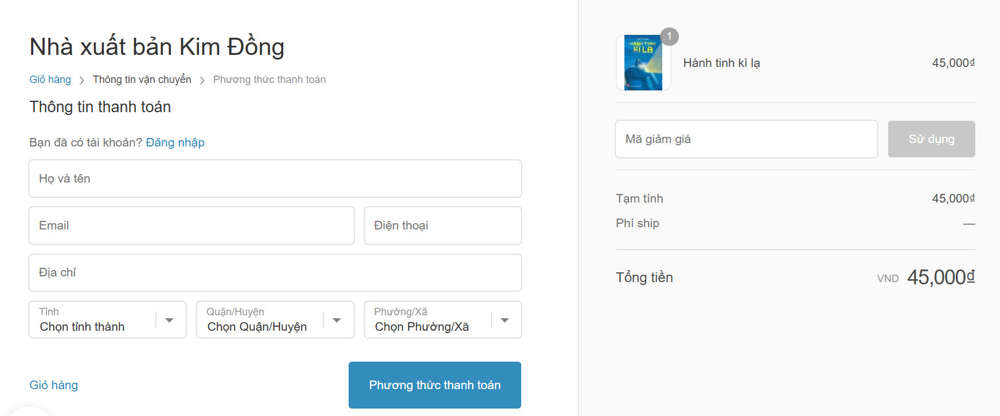 Nhà xuất bản Kim Đồng
Giỏ hàng > Thông tin vận chuyển > Phương thức thanh toán
Thông tin thanh toán
Bạn đã có tài khoản? Đăng nhập
Họ và tên
Email
Điện thoại
Địa chỉ
Tỉnh
Chọn tỉnh thành
Quận/Huyện
Chọn Quận/Huyện
Phường/Xã
Chọn Phường/Xã
Giỏ hàng
Phương thức thanh toán
HÀNH TINH
KÌ LẠ
1
Hành tinh kì lạ
45,000₫
Mã giảm giá
Sử dụng
Tạm tính
45,000₫
Phí ship
—
Tổng tiền
VND 45,000₫